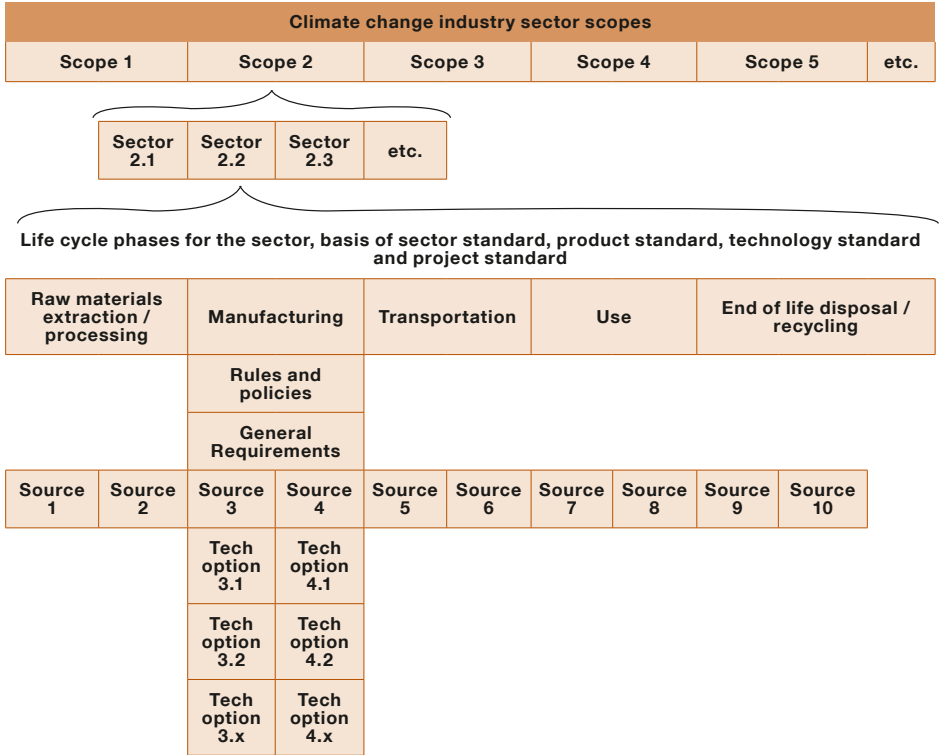 Climate change industry sector scopes
Scope 1 Scope 2 Scope 3 Scope 4 Scope 5 etc.
Sector 2.1 Sector 2.2 Sector 2.3 etc.
Life cycle phases for the sector, basis of sector standard, product standard, technology standard
and project standard
Raw materials
extraction /
processing
Manufacturing
Transportation
Use
End of life disposal /
recycling
Rules and
policies
General
Requirements
Source
1
Source
2
Source
3
Source
4
Source
5
Source
6
Source
7
Source
8
Source
9
Source
10
Tech
option
3.1
Tech
option
4.1
Tech
option
3.2
Tech
option
4.2
Tech
option
3.x
Tech
option
4.x